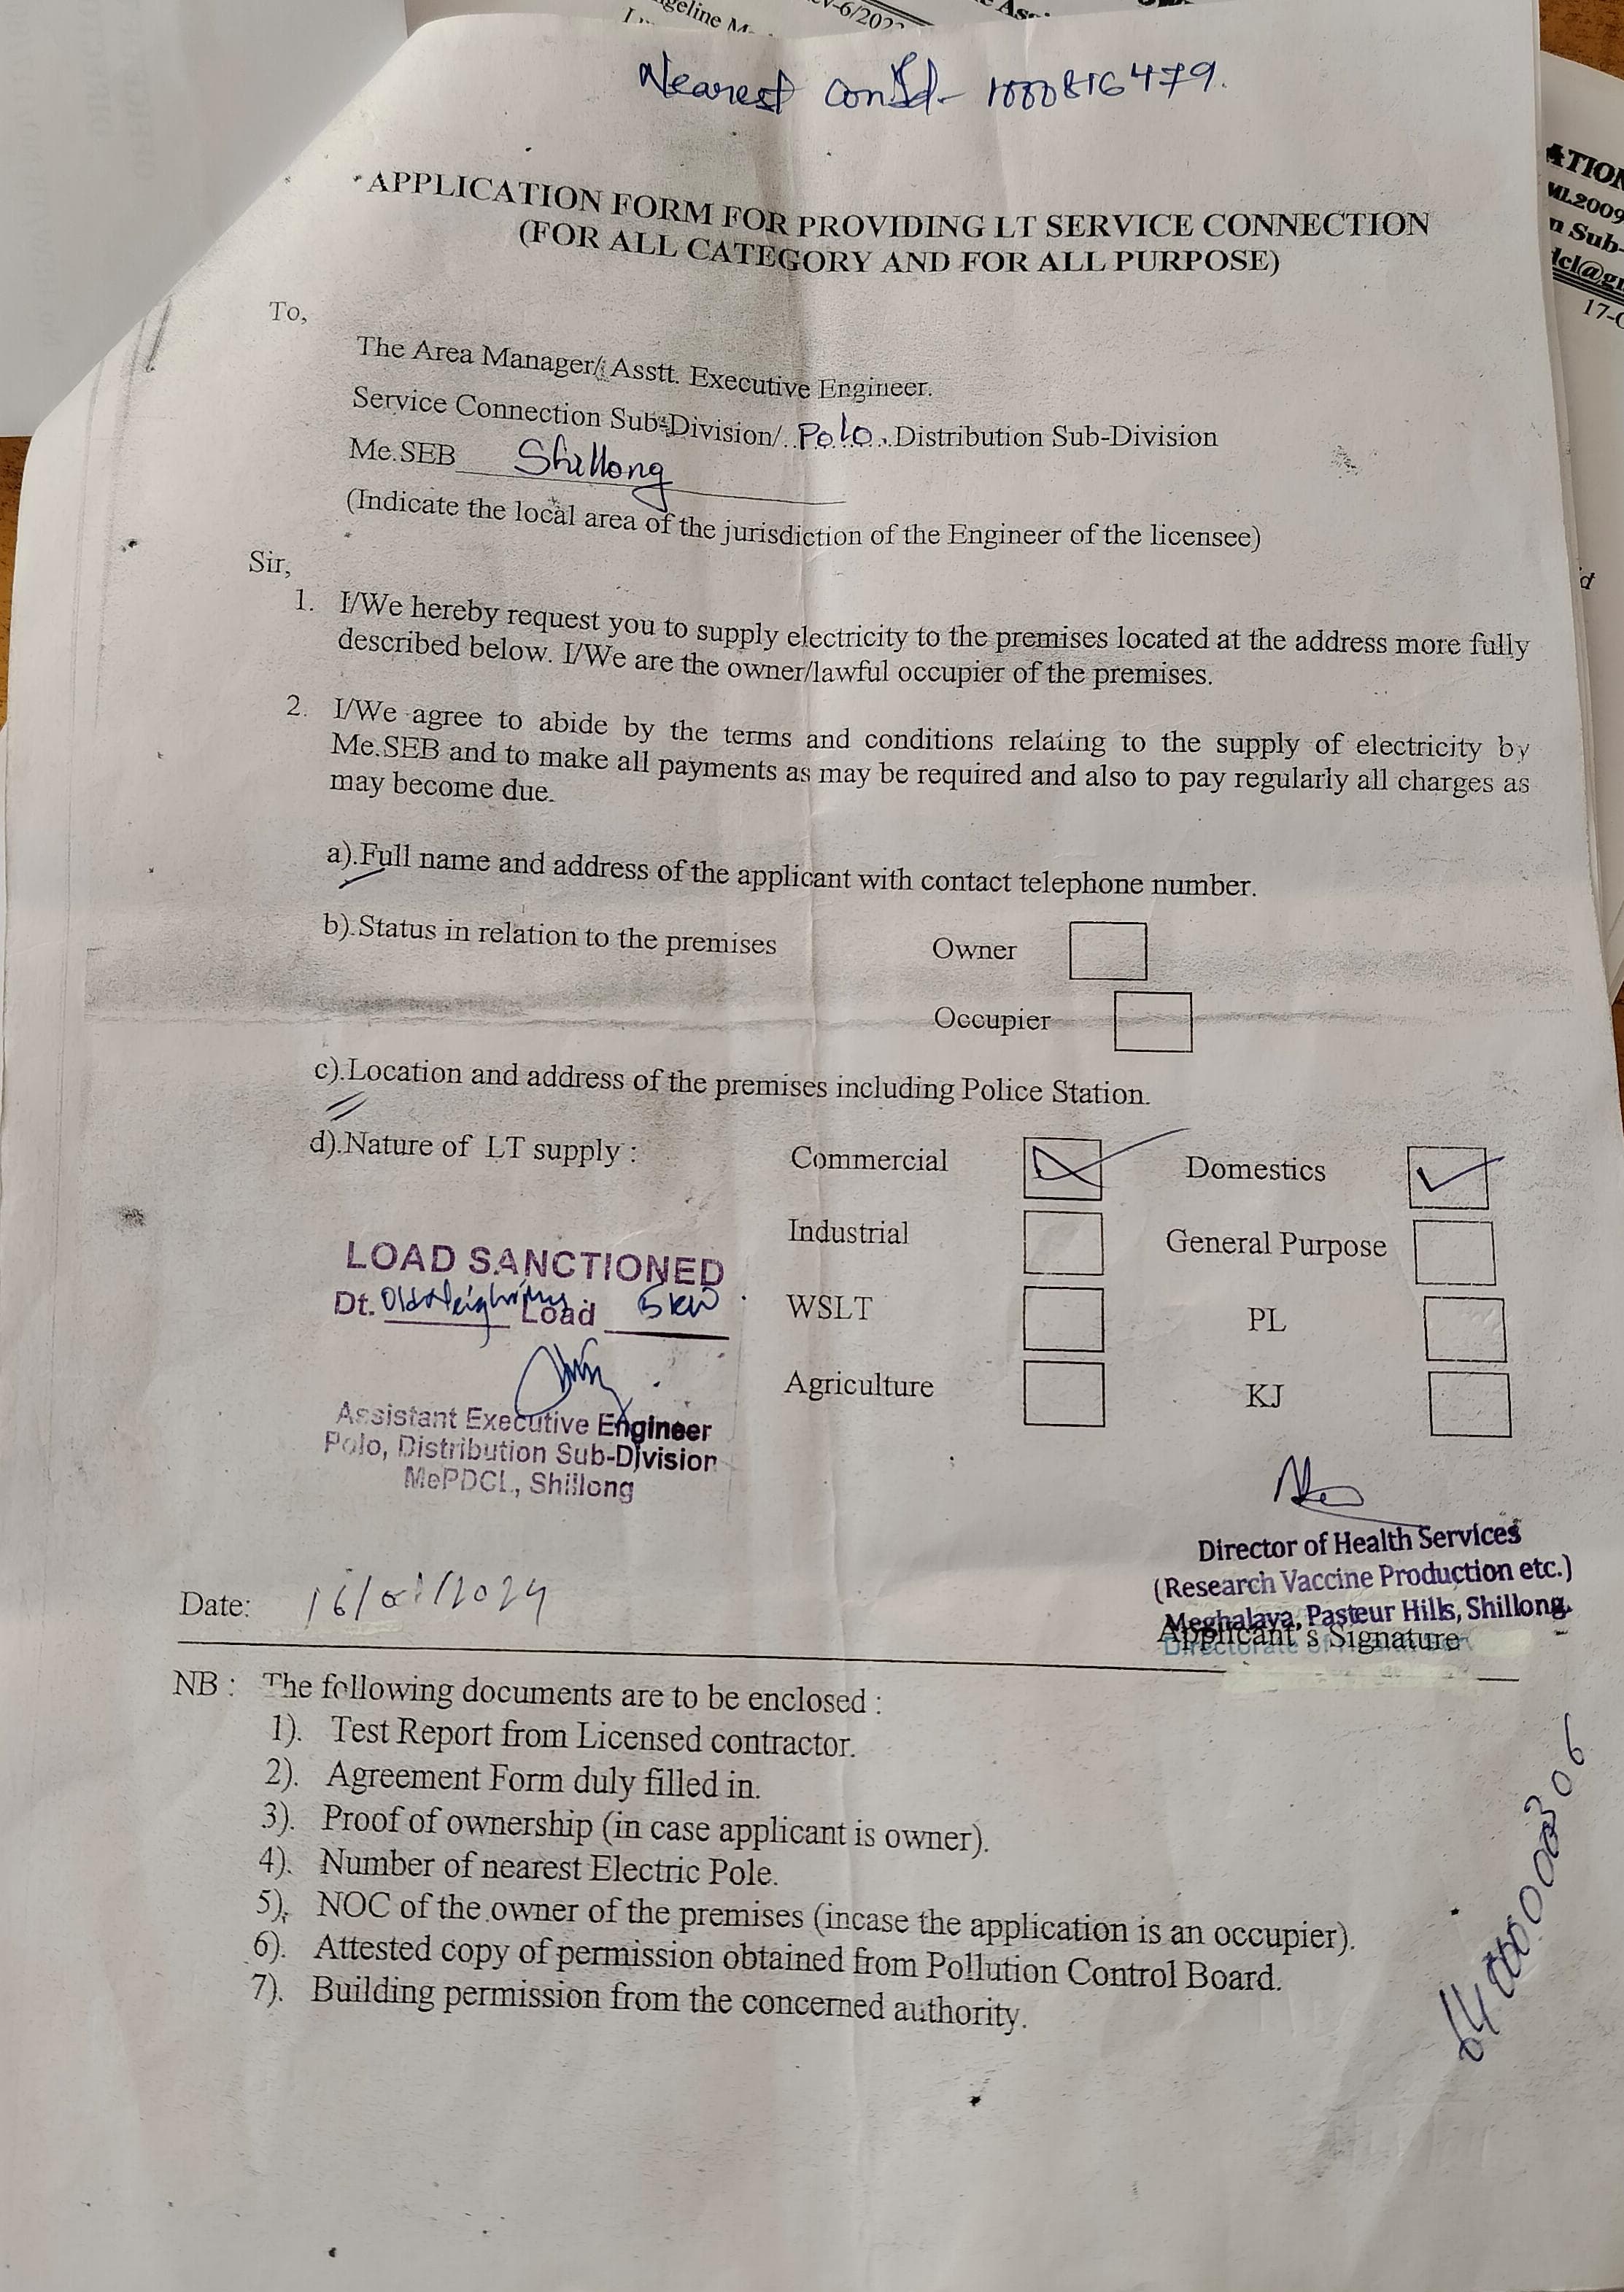 Nearest ConId- 1000816479.
APPLICATION FORM FOR PROVIDING LT SERVICE CONNECTION
(FOR ALL CATEGORY AND FOR ALL PURPOSE)
To,
The Area Manager/ Asstt. Executive Engineer.
Service Connection Sub-Division/ Polo Distribution Sub-Division
Me.SEB Shillong
(Indicate the local area of the jurisdiction of the Engineer of the licensee)
Sir,
1. I/We hereby request you to supply electricity to the premises located at the address more fully
described below. I/We are the owner/lawful occupier of the premises.
2. I/We agree to abide by the terms and conditions relating to the supply of electricity by
Me.SEB and to make all payments as may be required and also to pay regularly all charges as
may become due.
a).Full name and address of the applicant with contact telephone number.
b).Status in relation to the premises Owner
Occupier
c).Location and address of the premises including Police Station.
d).Nature of LT supply : Commercial Domestics
Industrial General Purpose
WSLT PL
Agriculture KJ
LOAD SANCTIONED
Dt. Load 5 KW
Assistant Executive Engineer
Polo, Distribution Sub-Division
MePDCL, Shillong
Director of Health Services
(Research Vaccine Production etc.)
Meghalaya, Pasteur Hills, Shillong.
Date: Applicant's Signature
NB : The following documents are to be enclosed :
1). Test Report from Licensed contractor.
2). Agreement Form duly filled in.
3). Proof of ownership (in case applicant is owner).
4). Number of nearest Electric Pole.
5). NOC of the owner of the premises (incase the application is an occupier).
6). Attested copy of permission obtained from Pollution Control Board.
7). Building permission from the concerned authority.